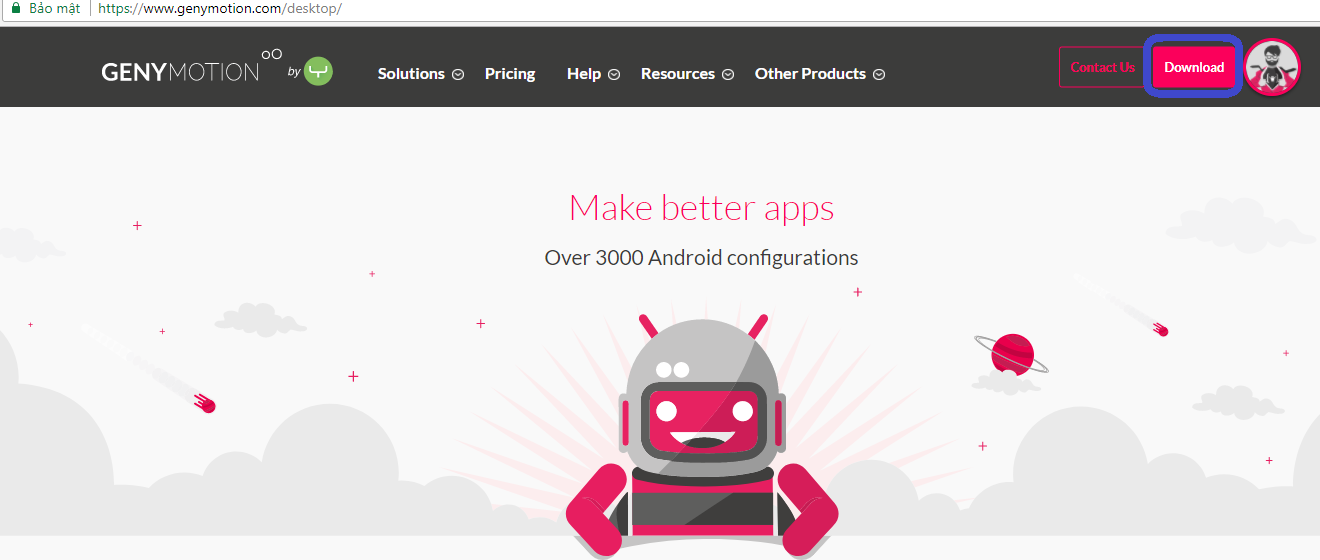 Bảo mật https://www.genymotion.com/desktop/
GENYMOTION by Solutions Pricing Help Resources Other Products Contact Us Download
Make better apps
Over 3000 Android configurations